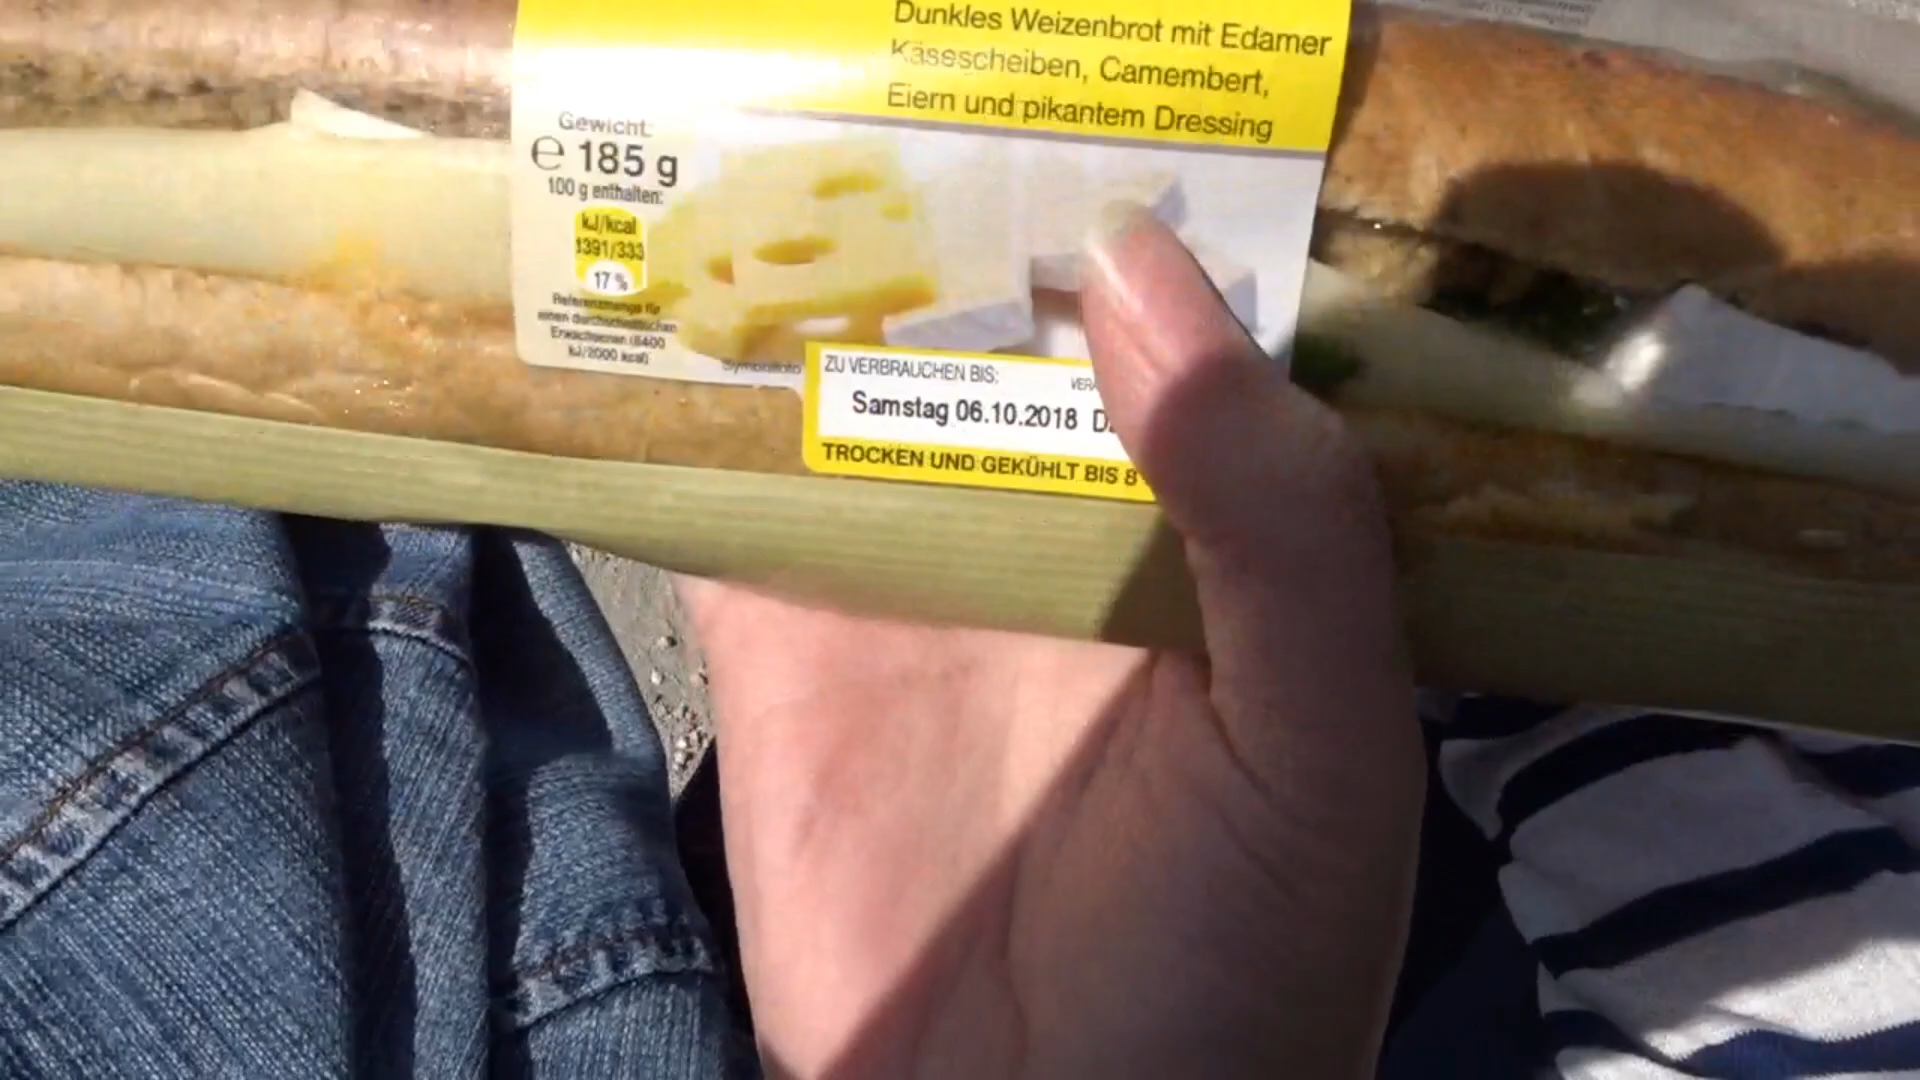 Dunkles Weizenbrot mit Edamer
Kässscheiben, Camembert,
Eiern und pikantem Dressing
Gewicht:
℮ 185 g
100 g enthalten:
kJ/kcal
1391/333
17 %
Referenzmenge für
einen durchschnittlichen
Erwachsenen (8400
kJ/2000 kcal)
Symbolfoto
ZU VERBRAUCHEN BIS:
Samstag 06.10.2018
TROCKEN UND GEKÜHLT BIS 8